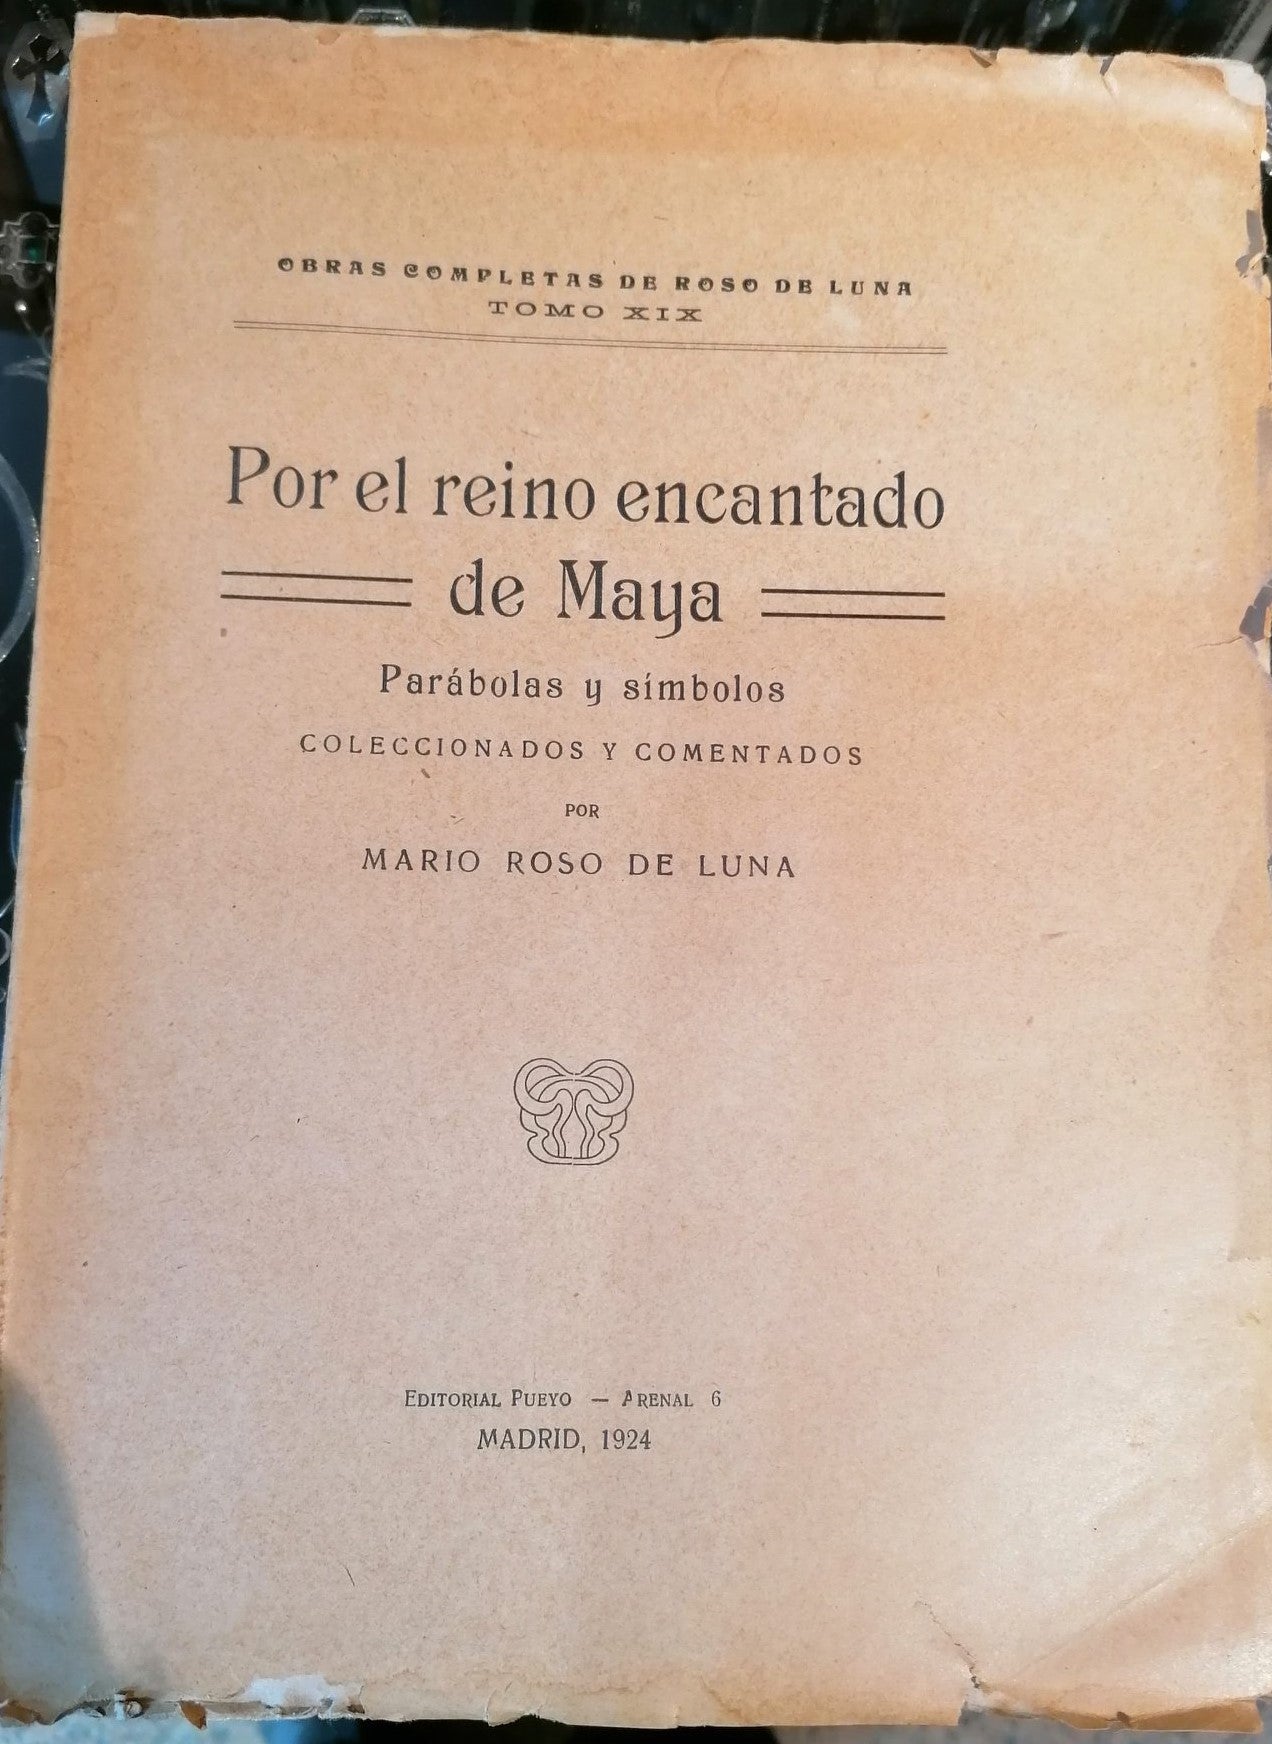 OBRAS COMPLETAS DE ROSO DE LUNA
TOMO XIX
Por el reino encantado
de Maya
Parábolas y símbolos
COLECCIONADOS Y COMENTADOS
POR
MARIO ROSO DE LUNA
EDITORIAL PUEYO — ARENAL 6
MADRID, 1924